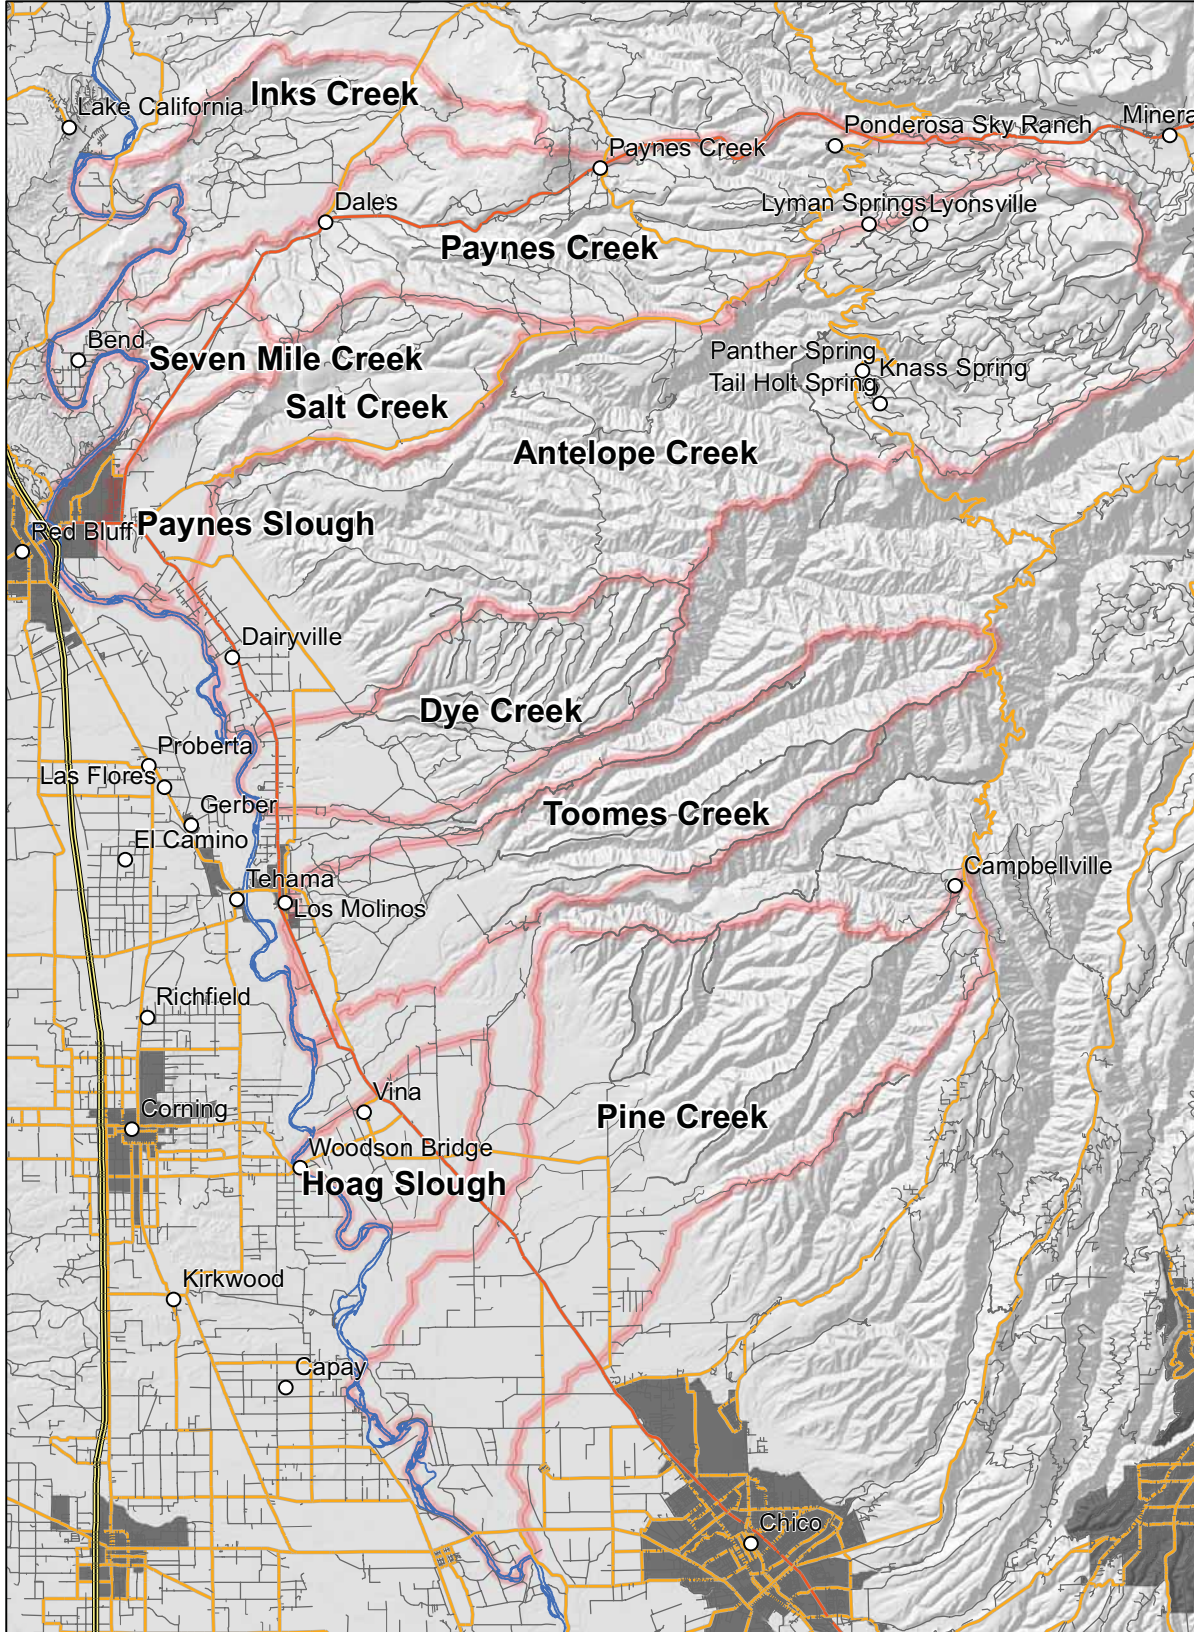 Inks Creek
Lake California
Minera
Ponderosa Sky Ranch
Paynes Creek
Dales
Lyman Springs
Lyonsville
Paynes Creek
Bend
Seven Mile Creek
Panther Spring
Knass Spring
Tail Holt Spring
Salt Creek
Antelope Creek
Paynes Slough
Red Bluff
Dairyville
Dye Creek
Proberta
Las Flores
Gerber
Toomes Creek
El Camino
Campbellville
Tehama
Los Molinos
Richfield
Vina
Corning
Pine Creek
Woodson Bridge
Hoag Slough
Kirkwood
Capay
Chico